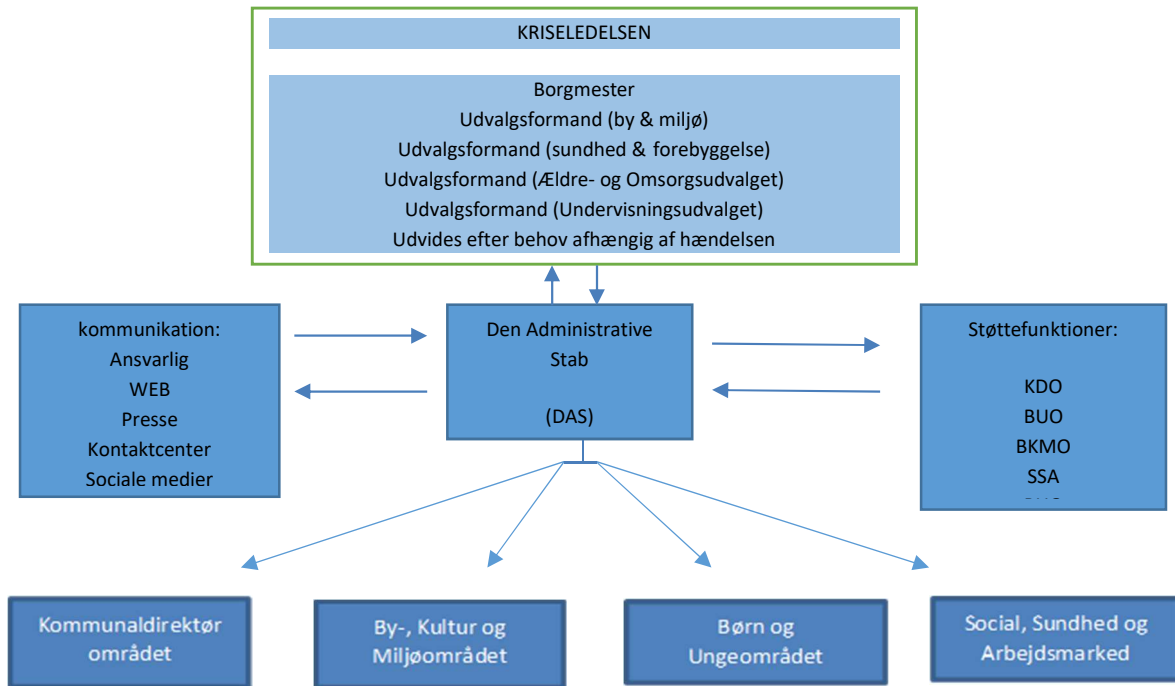 KRISELEDELSEN
Borgmester
Udvalgsformand (by & miljø)
Udvalgsformand (sundhed & forebyggelse)
Udvalgsformand (Ældre- og Omsorgsudvalget)
Udvalgsformand (Undervisningsudvalget)
Udvides efter behov afhængig af hændelsen
kommunikation:
Ansvarlig
WEB
Presse
Kontaktcenter
Sociale medier
Den Administrative
Stab
(DAS)
Støttefunktioner:
KDO
BUO
BKMO
SSA
Kommunaldirektør
området
By-, Kultur og
Miljøområdet
Børn og
Ungeområdet
Social, Sundhed og
Arbejdsmarked